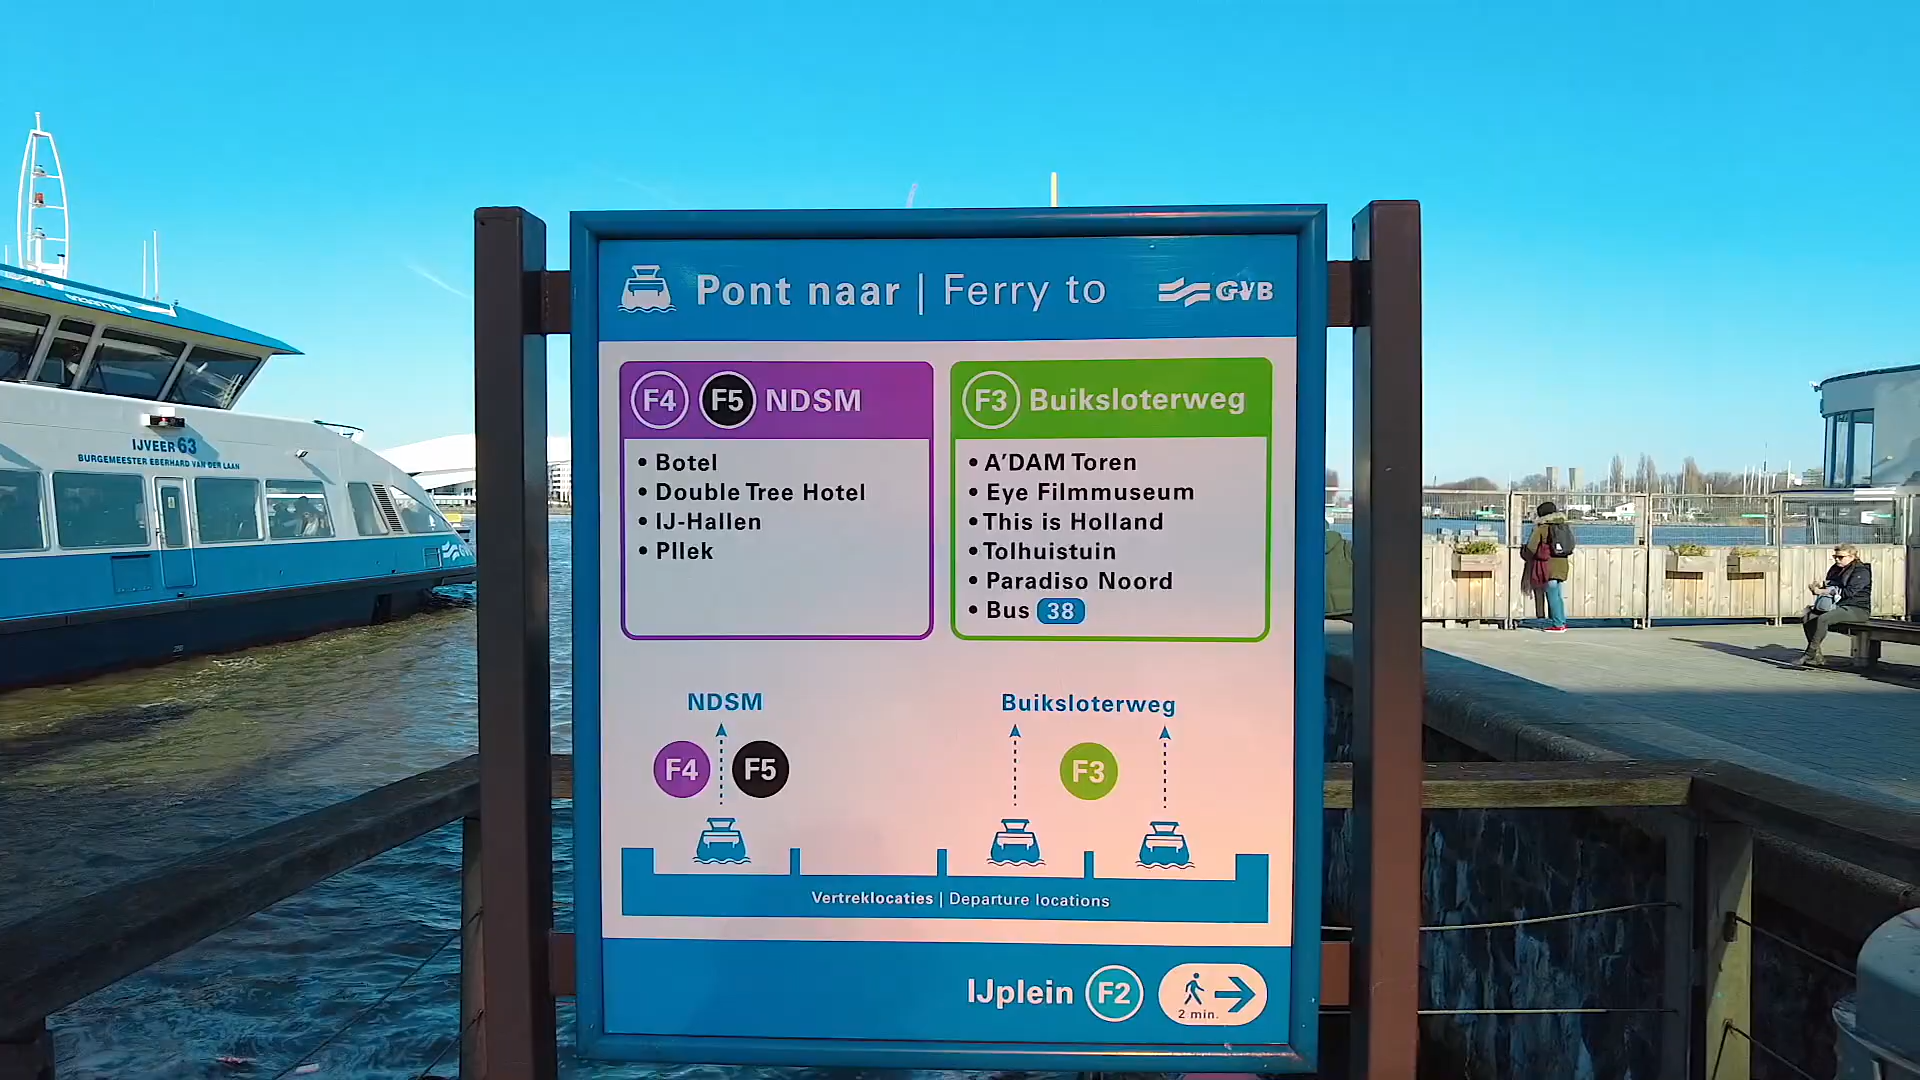 Pont naar | Ferry to
GVB
F4 F5 NDSM
• Botel
• Double Tree Hotel
• IJ-Hallen
• Pllek
F3 Buiksloterweg
• A'DAM Toren
• Eye Filmmuseum
• This is Holland
• Tolhuistuin
• Paradiso Noord
• Bus 38
NDSM
F4 F5
Buiksloterweg
F3
Vertreklocaties | Departure locations
IJplein F2
2 min.
IJVEER 63
BURGEMEESTER EBERHARD VAN DER LAAN